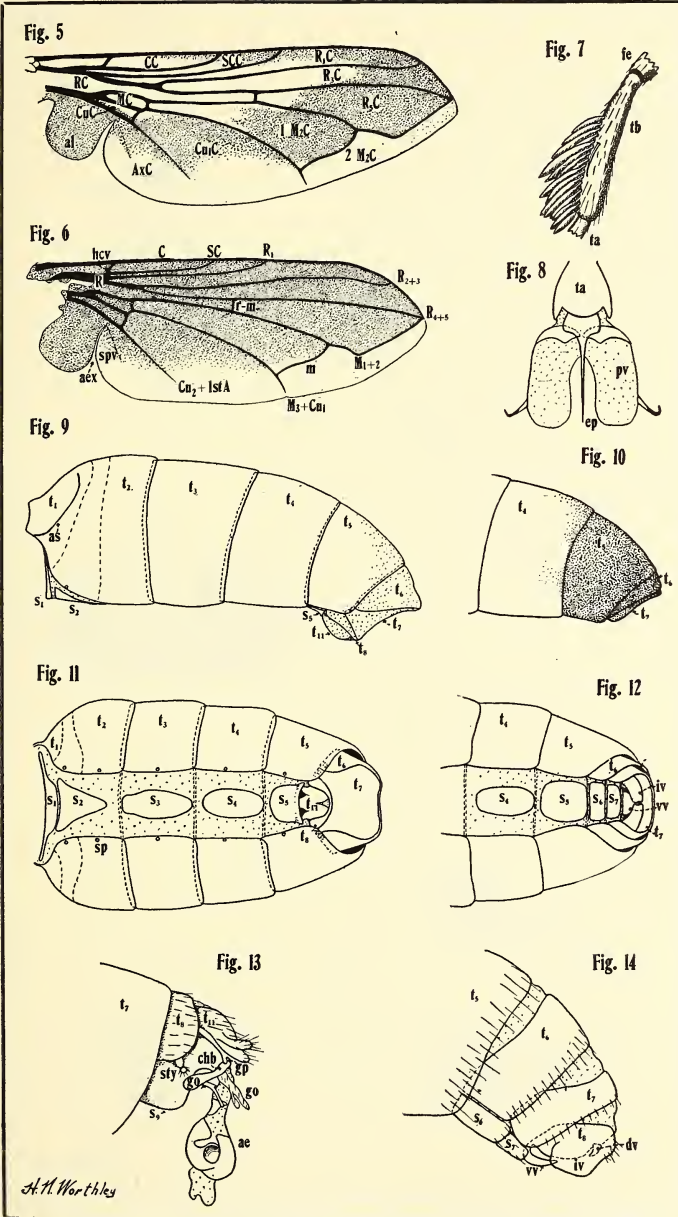 Fig. 5
CC
SCC
R₁C
R₃C
RC
MC
R₅C
CuC
al
1 M₂C
Cu₁C
2 M₂C
AxC
Fig. 7
fe
tb
ta
Fig. 6
hcv
C
SC
R₁
R
R₂₊₃
r-m
R₄₊₅
spv
aex
m
M₁₊₂
Cu₂ + 1stA
M₃+Cu₁
Fig. 8
ta
pv
ep
Fig. 9
t₁
t₂
t₃
t₄
t₅
as
t₆
S₁
S₂
S₅
t₁₁
t₇
t₈
Fig. 10
t₄
t₅
t₆
t₇
Fig. 11
t₁
t₂
t₃
t₄
t₅
t₆
t₇
S₁
S₂
S₃
S₄
S₅
t₁₁
t₈
sp
Fig. 12
t₄
t₅
t₆
iv
S₄
S₅
S₆
S₇
vv
t₇
Fig. 13
t₇
t₈
t₁₁
chb
sty
gp
go
go
S₉
ae
Fig. 14
t₅
t₆
t₇
S₆
t₈
S₇
dv
vv
iv
H. N. Worthley